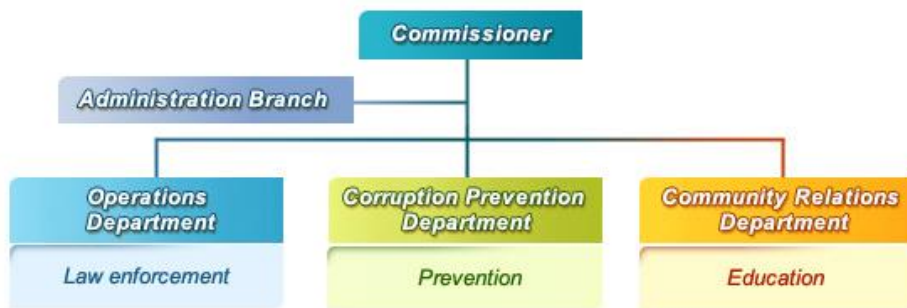 Commissioner
Administration Branch
Operations
Department
Law enforcement
Corruption Prevention
Department
Prevention
Community Relations
Department
Education